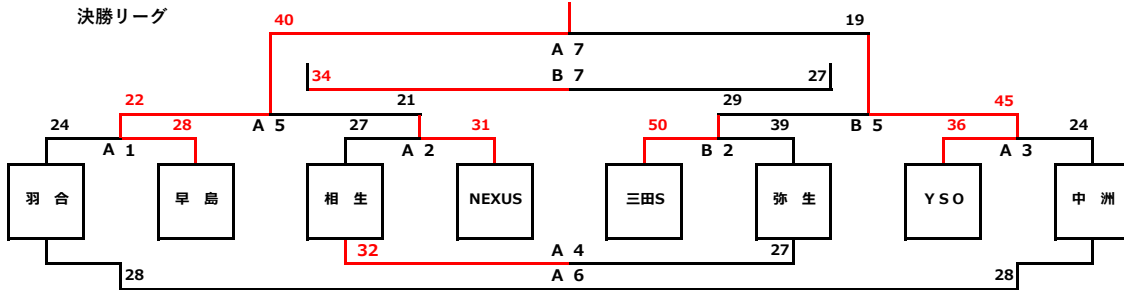 決勝リーグ
40 19
A 7
B 7
34 27
22 21 29 45
24 28 A 5 27 31 50 39 B 5 36 24
A 1 A 2 B 2 A 3
羽 合 早 島 相 生 NEXUS 三田S 弥 生 Y S O 中 洲
32 A 4 27
28 A 6 28